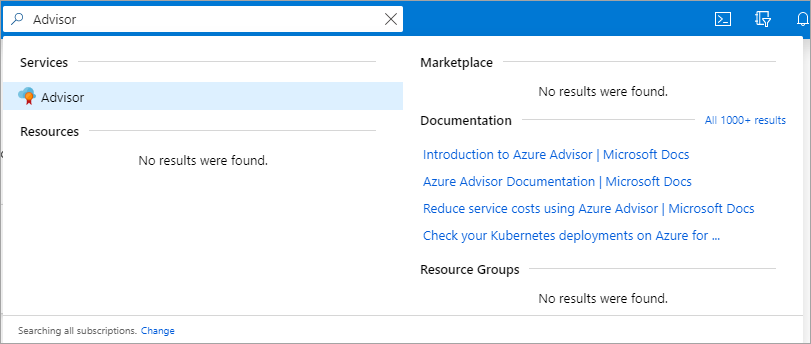 Advisor
Services
Advisor
Resources
No results were found.
Marketplace
No results were found.
Documentation
All 1000+ results
Introduction to Azure Advisor | Microsoft Docs
Azure Advisor Documentation | Microsoft Docs
Reduce service costs using Azure Advisor | Microsoft Docs
Check your Kubernetes deployments on Azure for ...
Resource Groups
No results were found.
Searching all subscriptions. Change